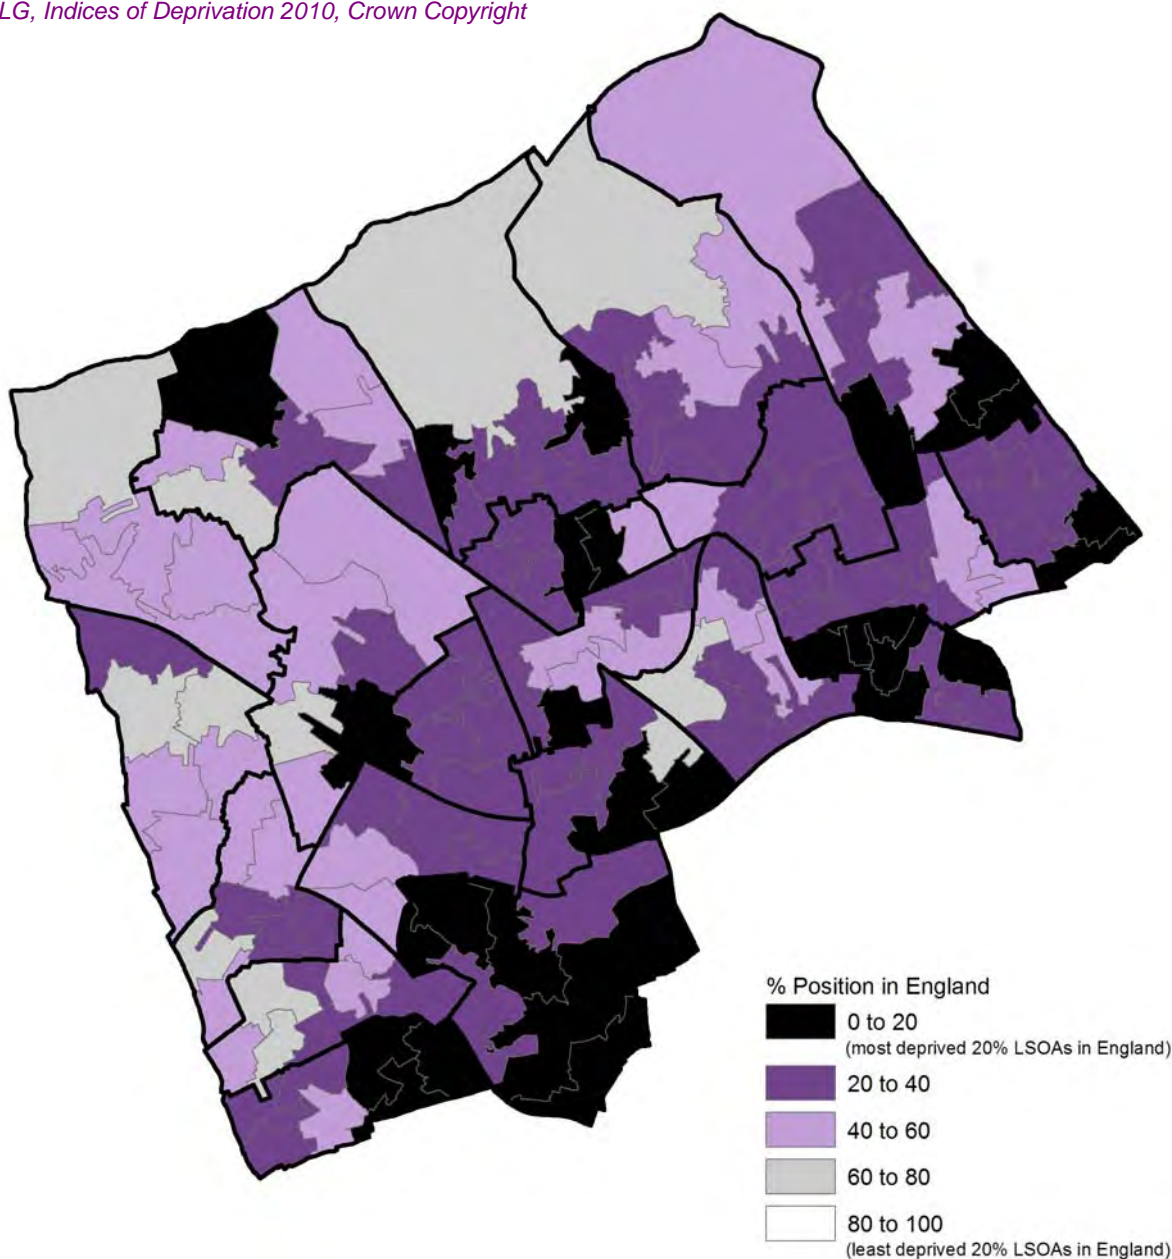 LG, Indices of Deprivation 2010, Crown Copyright
% Position in England
0 to 20
(most deprived 20% LSOAs in England)
20 to 40
40 to 60
60 to 80
80 to 100
(least deprived 20% LSOAs in England)